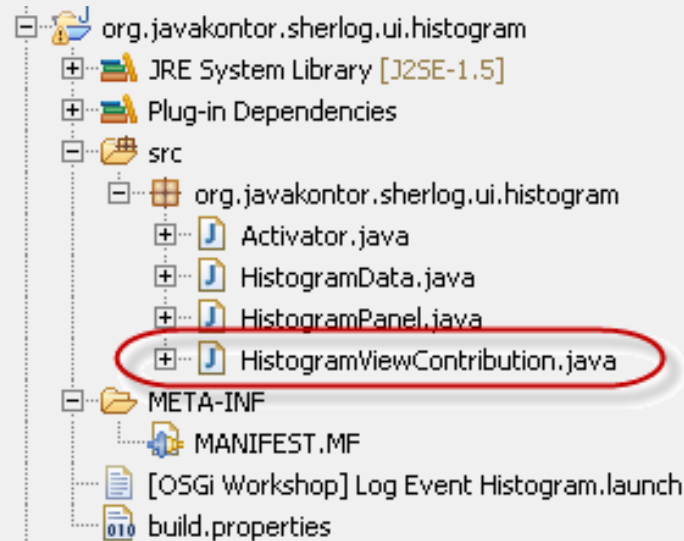 org.javakontor.sherlog.ui.histogram
JRE System Library [J2SE-1.5]
Plug-in Dependencies
src
org.javakontor.sherlog.ui.histogram
Activator.java
HistogramData.java
HistogramPanel.java
HistogramViewContribution.java
META-INF
MANIFEST.MF
[OSGi Workshop] Log Event Histogram.launch
build.properties